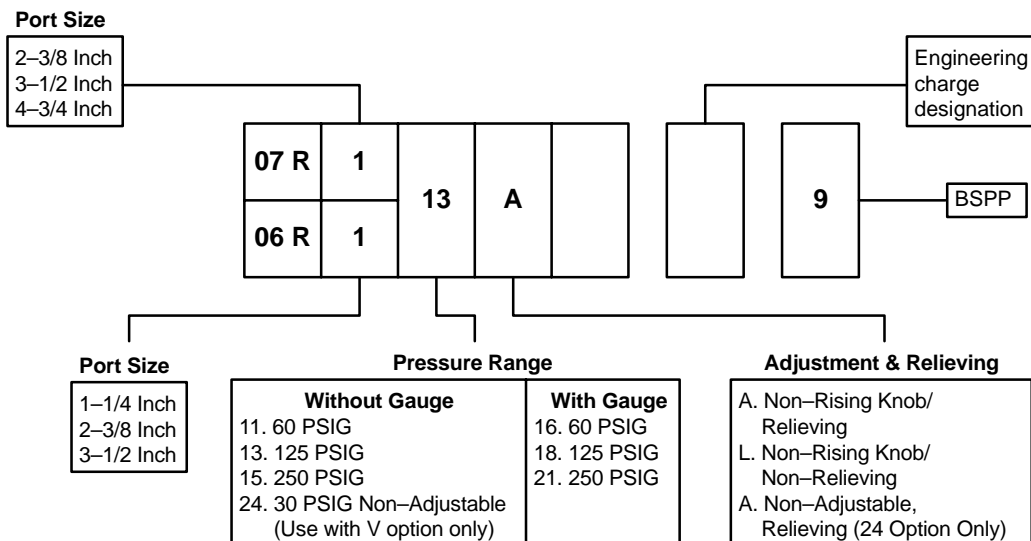 Port Size
2–3/8 Inch
3–1/2 Inch
4–3/4 Inch
Engineering
charge
designation
07 R
1
06 R
1
13
A
9
BSPP
Port Size
1–1/4 Inch
2–3/8 Inch
3–1/2 Inch
Pressure Range
Without Gauge
11. 60 PSIG
13. 125 PSIG
15. 250 PSIG
24. 30 PSIG Non–Adjustable
(Use with V option only)
With Gauge
16. 60 PSIG
18. 125 PSIG
21. 250 PSIG
Adjustment & Relieving
A. Non–Rising Knob/
Relieving
L. Non–Rising Knob/
Non–Relieving
A. Non–Adjustable,
Relieving (24 Option Only)